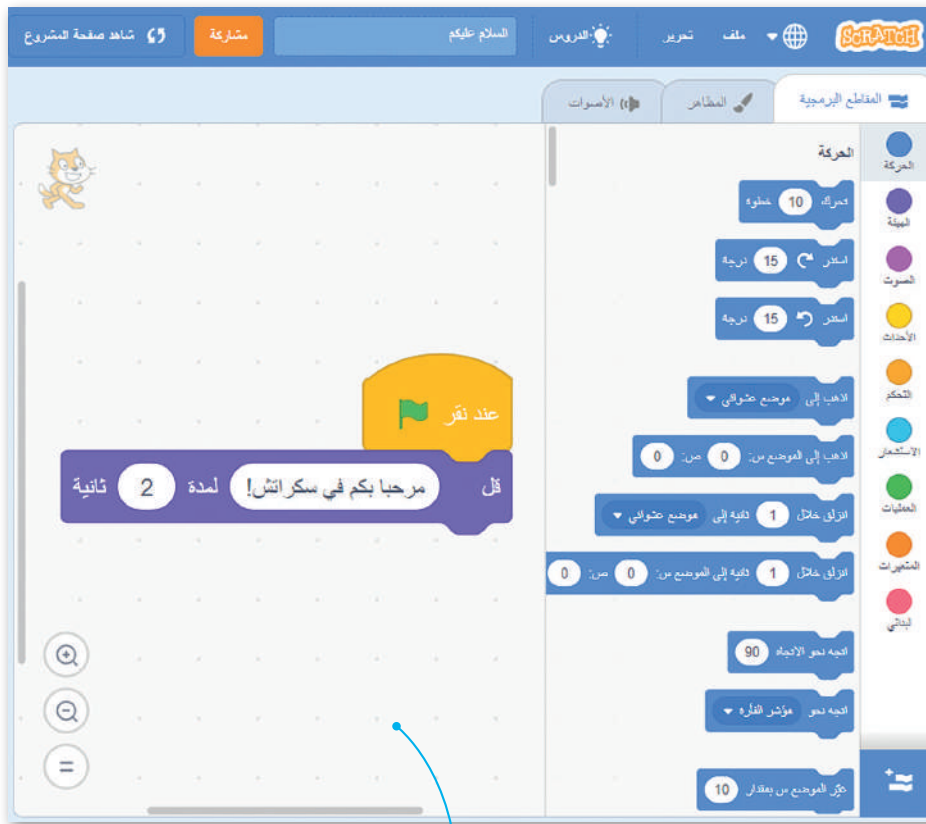 SCRATCH ملف تحرير الدروس السلام عليكم مشاركة شاهد صفحة المشروع
المقاطع البرمجية المظاهر الأصوات
الحركة
الهيئة
الصوت
الأحداث
التحكم
الاستشعار
العمليات
المتغيرات
لبناتي
الحركة
تحرك 10 خطوة
استدر 15 درجة
استدر 15 درجة
اذهب إلى موضع عشوائي
اذهب إلى الموضع س: 0 ص: 0
انزلق خلال 1 ثانية إلى موضع عشوائي
انزلق خلال 1 ثانية إلى الموضع س: 0 ص: 0
اتجه نحو الاتجاه 90
اتجه نحو مؤشر الفأرة
غيّر الموضع س بمقدار 10
عند نقر
قل مرحبا بكم في سكراتش! لمدة 2 ثانية